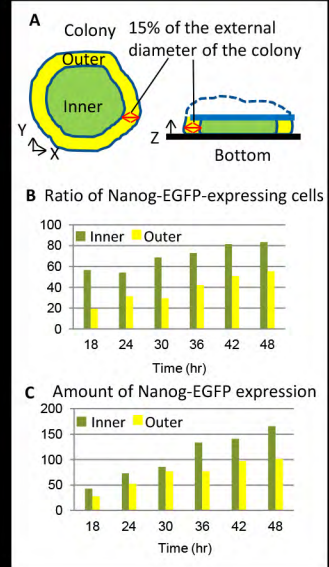 A
Colony
15% of the external
diameter of the colony
Outer
Inner
Y
X
Z
Bottom
B Ratio of Nanog-EGFP-expressing cells
100
80
60
40
20
0
Inner Outer
18 24 30 36 42 48
Time (hr)
C Amount of Nanog-EGFP expression
200
150
100
50
0
Inner Outer
18 24 30 36 42 48
Time (hr)